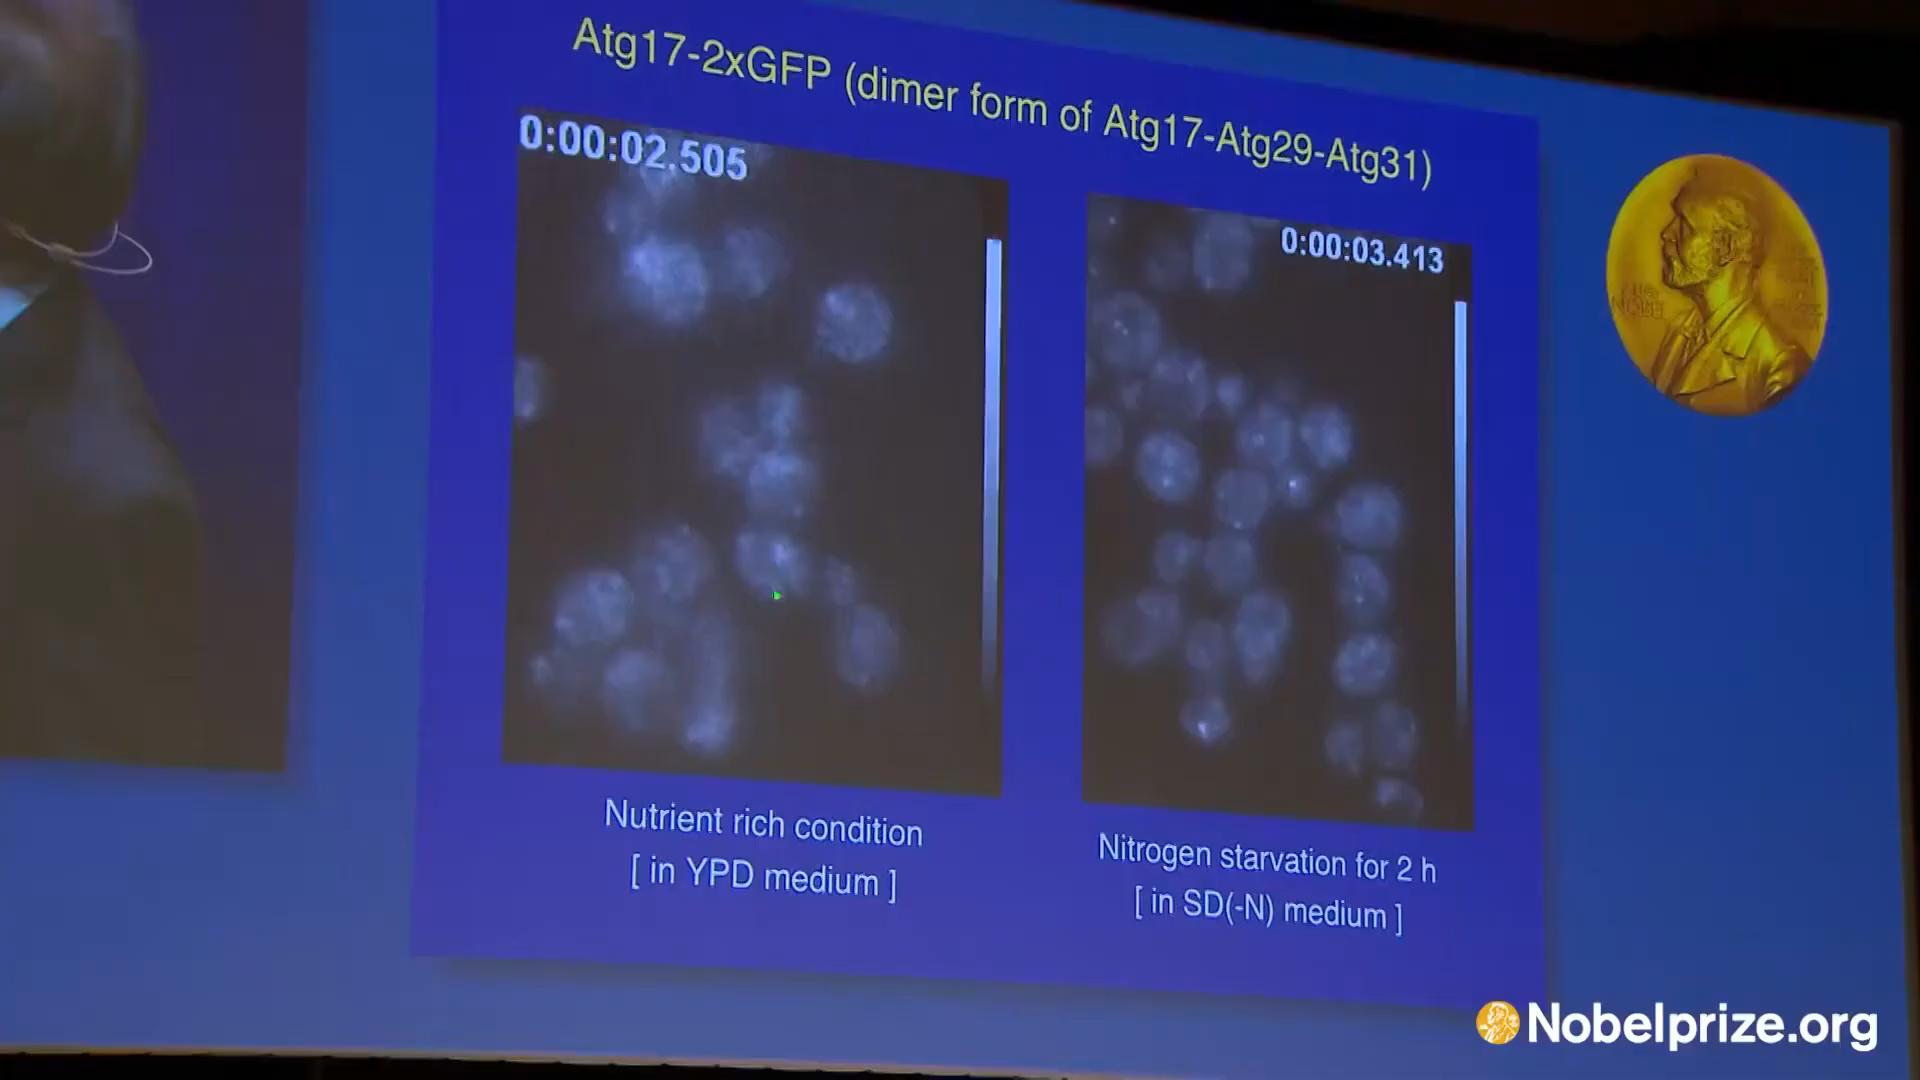 Atg17-2xGFP (dimer form of Atg17-Atg29-Atg31)
0:00:02.505
0:00:03.413
Nutrient rich condition
[ in YPD medium ]
Nitrogen starvation for 2 h
[ in SD(-N) medium ]
Nobelprize.org